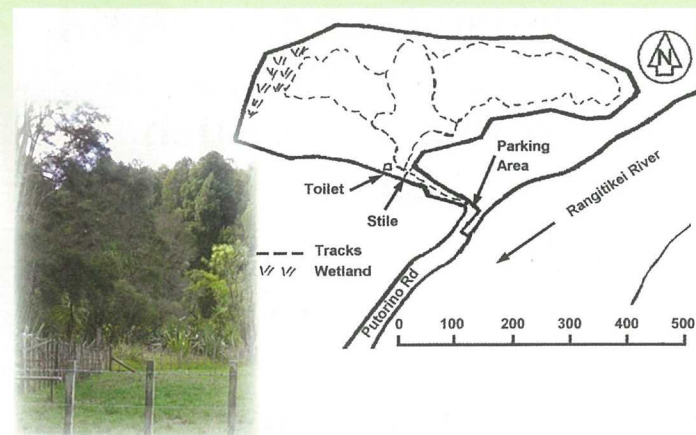 N
Parking
Area
Toilet
Stile
Rangitikei River
Tracks
Wetland
Putorino Rd
0 100 200 300 400 500